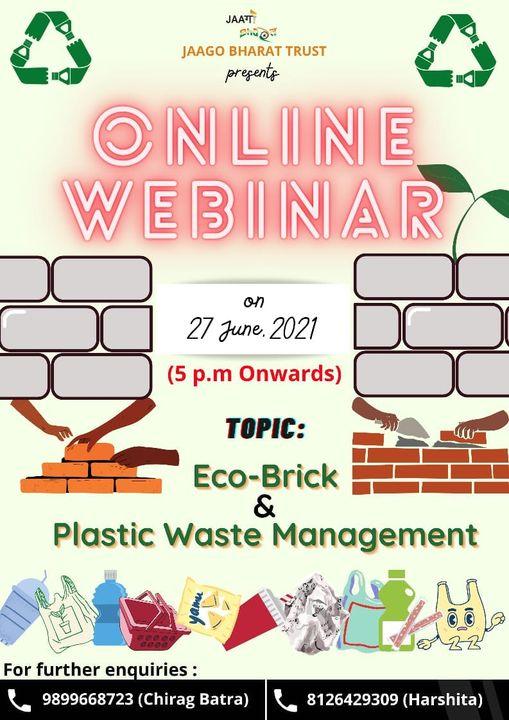 JAAGO BHARAT TRUST
presents
ONLINE
WEBINAR
on
27 June, 2021
(5 p.m Onwards)
TOPIC:
Eco-Brick
&
Plastic Waste Management
yamu
For further enquiries :
9899668723 (Chirag Batra)
8126429309 (Harshita)